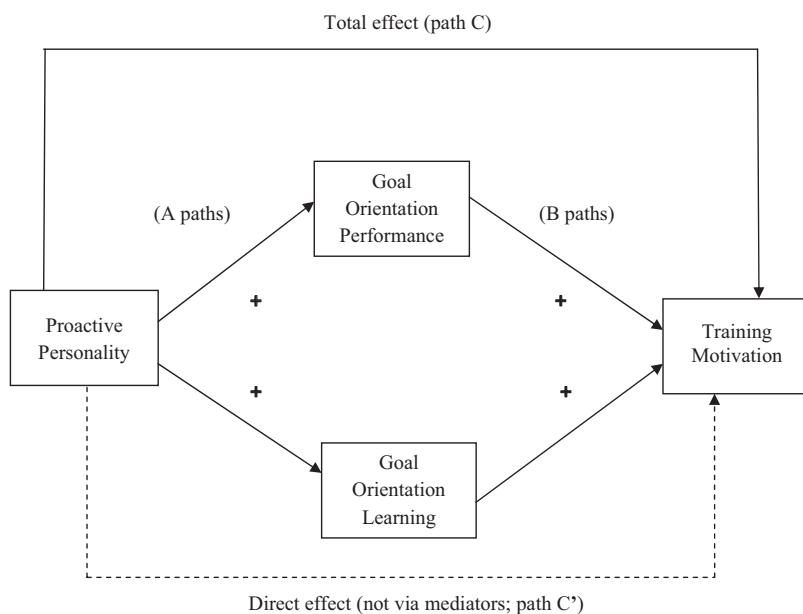 Total effect (path C)
Goal
Orientation
Performance
(A paths)
(B paths)
+
+
Proactive
Personality
Training
Motivation
+
+
Goal
Orientation
Learning
Direct effect (not via mediators; path C’)